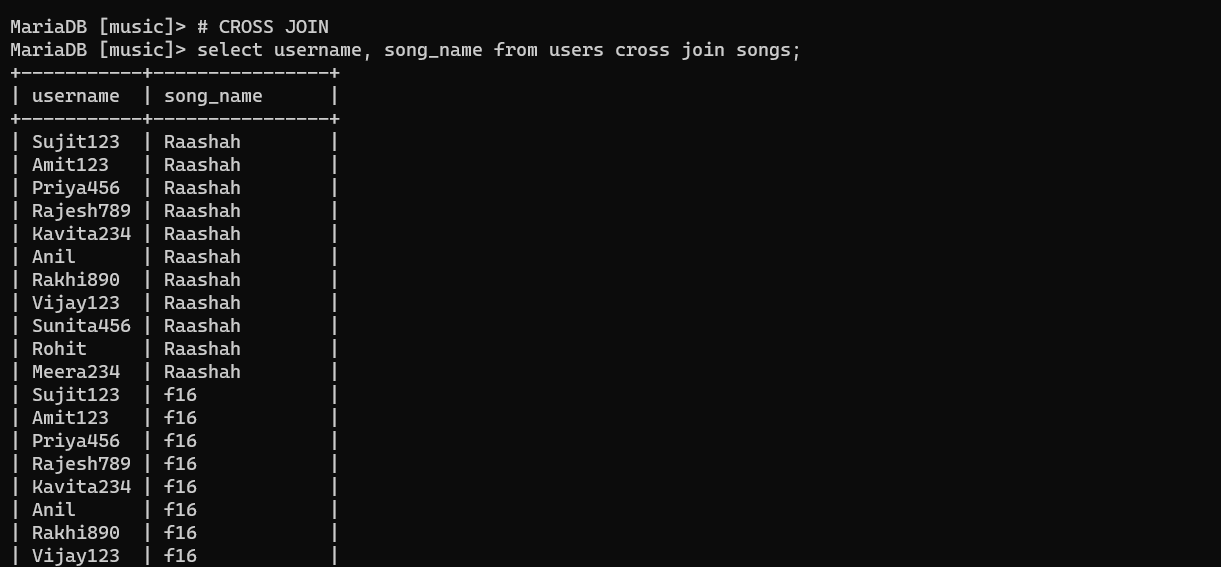 MariaDB [music]> # CROSS JOIN
MariaDB [music]> select username, song_name from users cross join songs;
+-----------+----------------+
| username  | song_name      |
+-----------+----------------+
| Sujit123  | Raashah        |
| Amit123   | Raashah        |
| Priya456  | Raashah        |
| Rajesh789 | Raashah        |
| Kavita234 | Raashah        |
| Anil      | Raashah        |
| Rakhi890  | Raashah        |
| Vijay123  | Raashah        |
| Sunita456 | Raashah        |
| Rohit     | Raashah        |
| Meera234  | Raashah        |
| Sujit123  | f16            |
| Amit123   | f16            |
| Priya456  | f16            |
| Rajesh789 | f16            |
| Kavita234 | f16            |
| Anil      | f16            |
| Rakhi890  | f16            |
| Vijay123  | f16            |